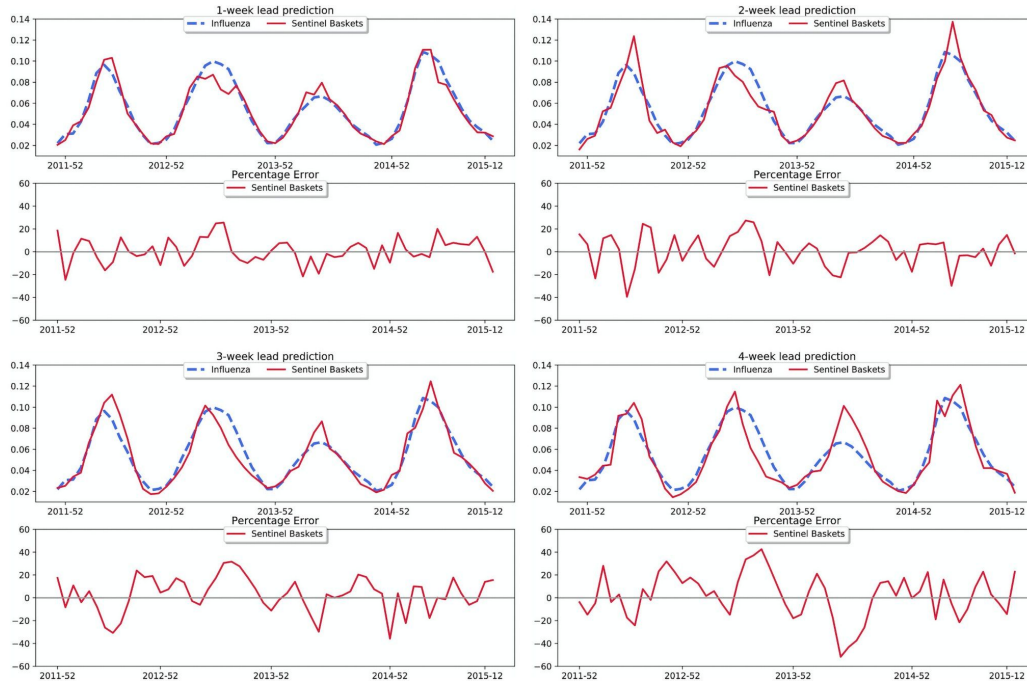 1-week lead prediction
Influenza Sentinel Baskets
0.14
0.12
0.10
0.08
0.06
0.04
0.02
2011-52 2012-52 2013-52 2014-52 2015-12
Percentage Error
Sentinel Baskets
60
40
20
0
−20
−40
−60
2011-52 2012-52 2013-52 2014-52 2015-12
2-week lead prediction
Influenza Sentinel Baskets
0.14
0.12
0.10
0.08
0.06
0.04
0.02
2011-52 2012-52 2013-52 2014-52 2015-12
Percentage Error
Sentinel Baskets
60
40
20
0
−20
−40
−60
2011-52 2012-52 2013-52 2014-52 2015-12
3-week lead prediction
Influenza Sentinel Baskets
0.14
0.12
0.10
0.08
0.06
0.04
0.02
2011-52 2012-52 2013-52 2014-52 2015-12
Percentage Error
Sentinel Baskets
60
40
20
0
−20
−40
−60
2011-52 2012-52 2013-52 2014-52 2015-12
4-week lead prediction
Influenza Sentinel Baskets
0.14
0.12
0.10
0.08
0.06
0.04
0.02
2011-52 2012-52 2013-52 2014-52 2015-12
Percentage Error
Sentinel Baskets
60
40
20
0
−20
−40
−60
2011-52 2012-52 2013-52 2014-52 2015-12